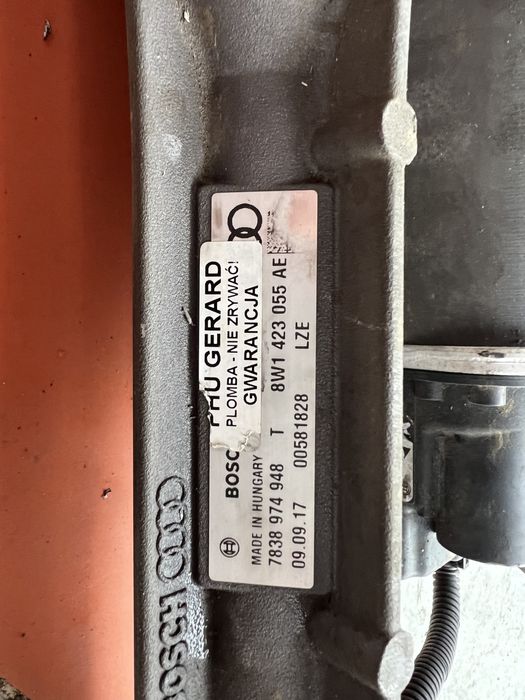 PHU GERARD
PLOMBA - NIE ZRYWAĆ!
GWARANCJA
BOSC
MADE IN HUNGARY
7838 974 948 T 8W1 423 055 AE
09.09.17 00581828 LZE
BOSCH